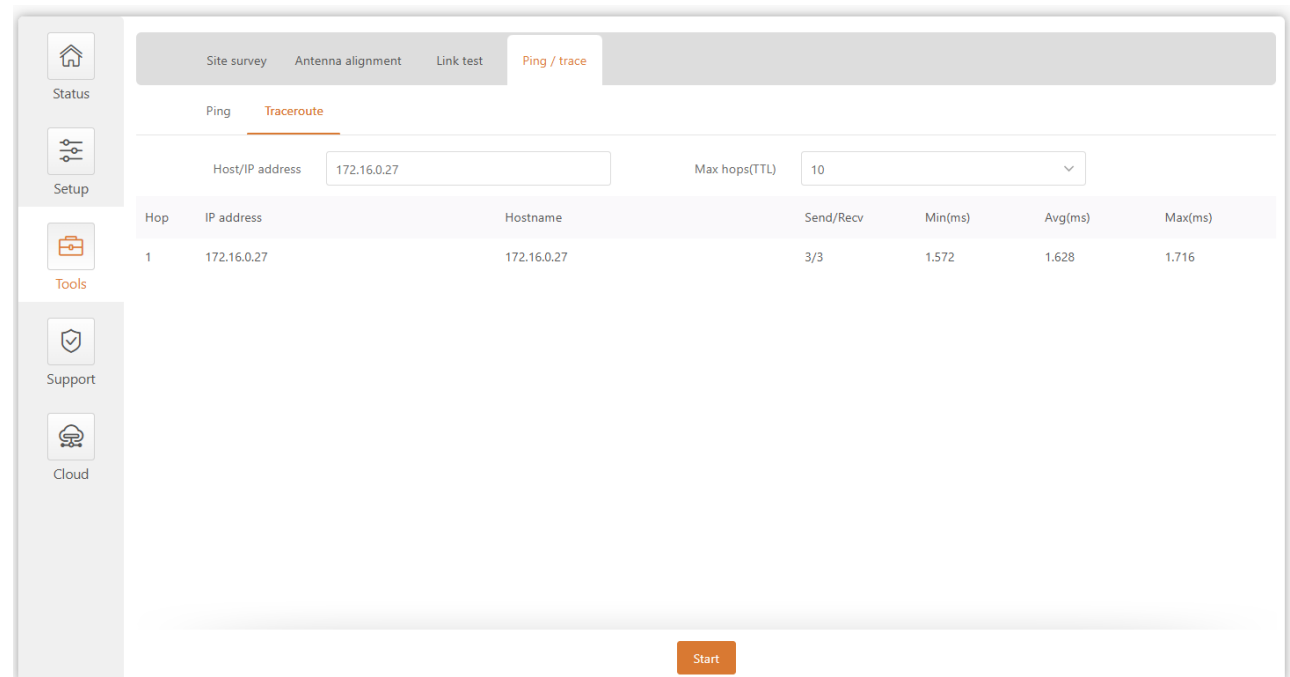 Status
Setup
Tools
Support
Cloud
Site survey Antenna alignment Link test Ping / trace
Ping Traceroute
Host/IP address 172.16.0.27 Max hops(TTL) 10
Hop IP address Hostname Send/Recv Min(ms) Avg(ms) Max(ms)
1 172.16.0.27 172.16.0.27 3/3 1.572 1.628 1.716
Start